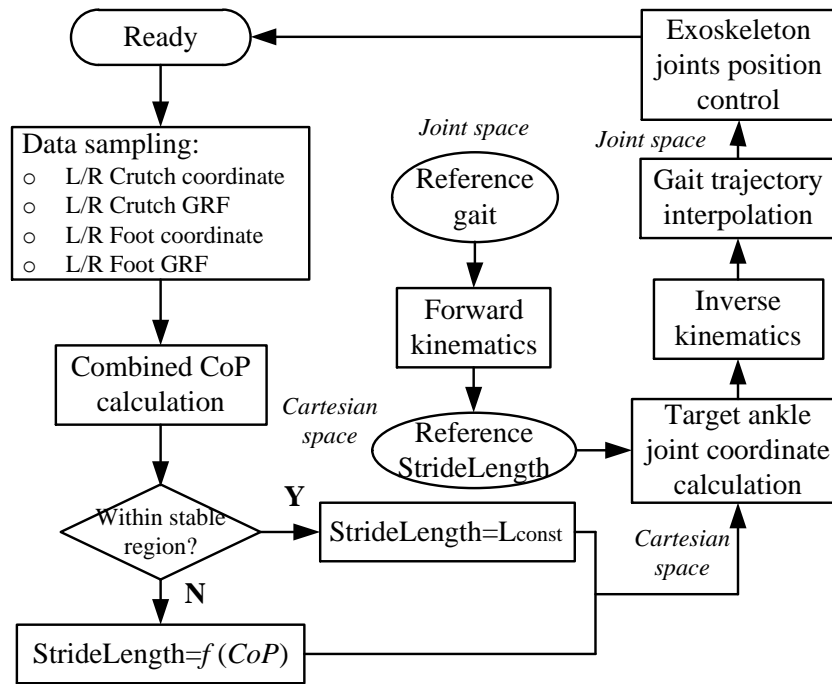 Ready
Data sampling:
o L/R Crutch coordinate
o L/R Crutch GRF
o L/R Foot coordinate
o L/R Foot GRF
Combined CoP
calculation
Within stable
region?
Y
N
StrideLength=Lconst
StrideLength=f (CoP)
Joint space
Reference
gait
Forward
kinematics
Cartesian
space
Reference
StrideLength
Target ankle
joint coordinate
calculation
Cartesian
space
Inverse
kinematics
Gait trajectory
interpolation
Joint space
Exoskeleton
joints position
control